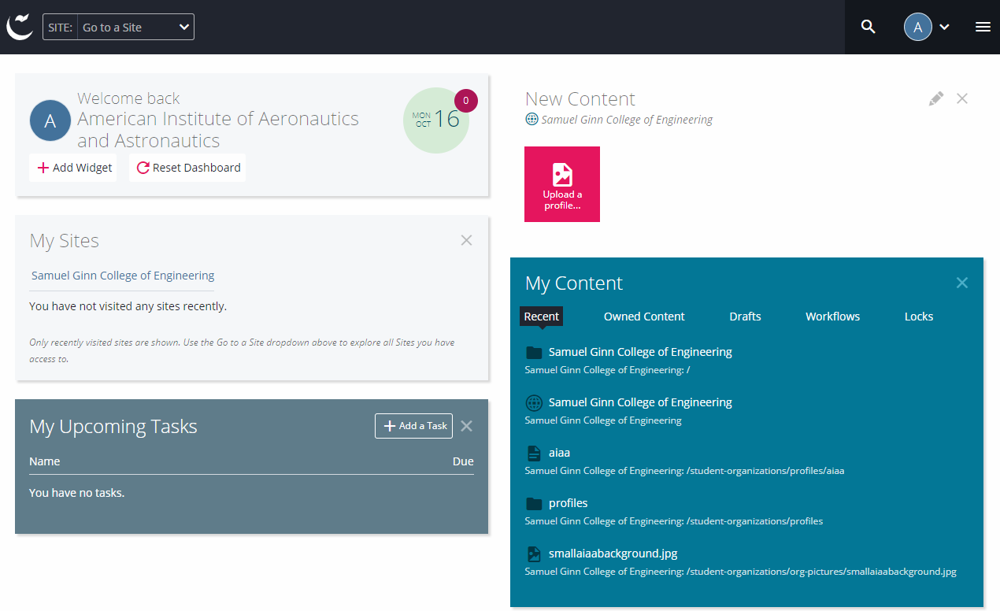 SITE: Go to a Site
A
Welcome back
American Institute of Aeronautics
and Astronautics
A
MON
OCT
16
0
Add Widget
Reset Dashboard
My Sites
Samuel Ginn College of Engineering
You have not visited any sites recently.
Only recently visited sites are shown. Use the Go to a Site dropdown above to explore all Sites you have
access to.
My Upcoming Tasks
Add a Task
Name Due
You have no tasks.
New Content
Samuel Ginn College of Engineering
Upload a
profile...
My Content
Recent Owned Content Drafts Workflows Locks
Samuel Ginn College of Engineering
Samuel Ginn College of Engineering: /
Samuel Ginn College of Engineering
Samuel Ginn College of Engineering
aiaa
Samuel Ginn College of Engineering: /student-organizations/profiles/aiaa
profiles
Samuel Ginn College of Engineering: /student-organizations/profiles
smallaiaabackground.jpg
Samuel Ginn College of Engineering: /student-organizations/org-pictures/smallaiaabackground.jpg